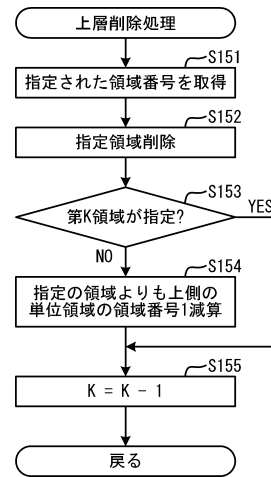 上層削除処理
S151
指定された領域番号を取得
S152
指定領域削除
S153
第K領域が指定?
YES
NO
S154
指定の領域よりも上側の
単位領域の領域番号1減算
S155
K = K - 1
戻る